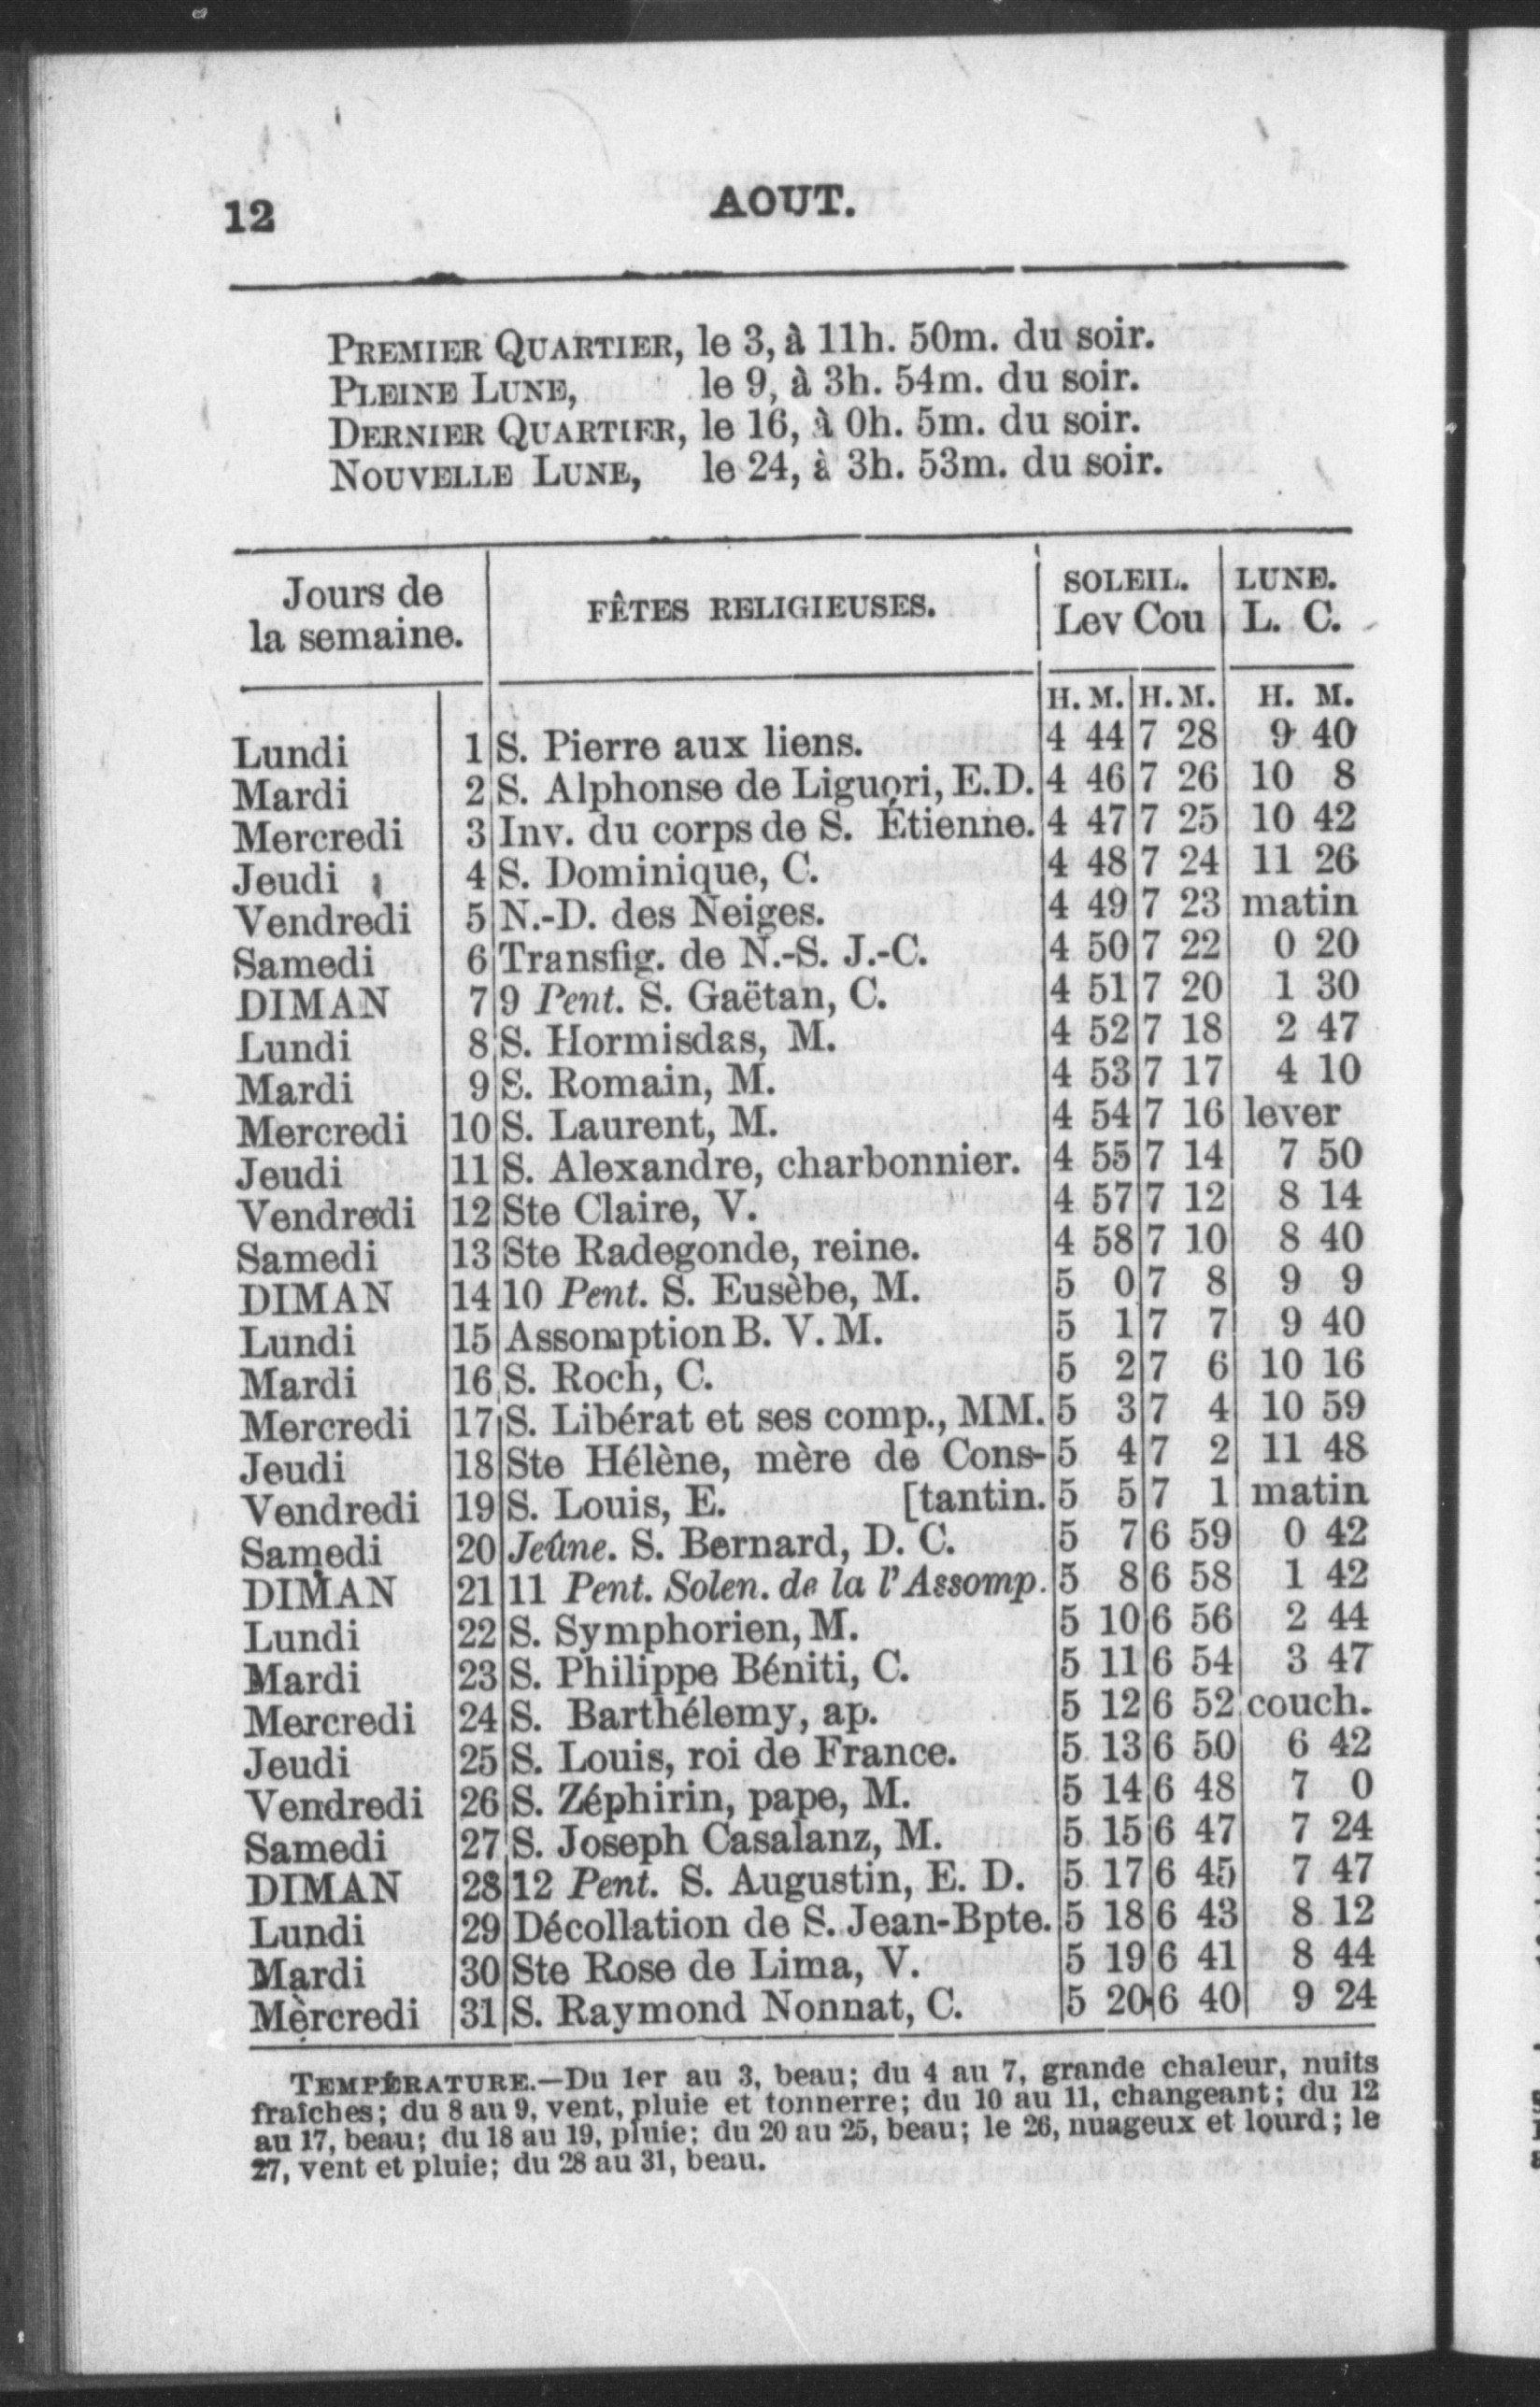 12
AOUT.
PREMIER QUARTIER, le 3, à 11h. 50m. du soir.
PLEINE LUNE, le 9, à 3h. 54m. du soir.
DERNIER QUARTIER, le 16, à 0h. 5m. du soir.
NOUVELLE LUNE, le 24, à 3h. 53m. du soir.
Jours de la semaine. FÊTES RELIGIEUSES. SOLEIL. LUNE.
Lev Cou L. C.
H. M. H. M. H. M.
Lundi 1 S. Pierre aux liens. 4 44 7 28 9 40
Mardi 2 S. Alphonse de Liguori, E.D. 4 46 7 26 10 8
Mercredi 3 Inv. du corps de S. Étienne. 4 47 7 25 10 42
Jeudi 4 S. Dominique, C. 4 48 7 24 11 26
Vendredi 5 N.-D. des Neiges. 4 49 7 23 matin
Samedi 6 Transfig. de N.-S. J.-C. 4 50 7 22 0 20
DIMAN 7 9 Pent. S. Gaëtan, C. 4 51 7 20 1 30
Lundi 8 S. Hormisdas, M. 4 52 7 18 2 47
Mardi 9 S. Romain, M. 4 53 7 17 4 10
Mercredi 10 S. Laurent, M. 4 54 7 16 lever
Jeudi 11 S. Alexandre, charbonnier. 4 55 7 14 7 50
Vendredi 12 Ste Claire, V. 4 57 7 12 8 14
Samedi 13 Ste Radegonde, reine. 4 58 7 10 8 40
DIMAN 14 10 Pent. S. Eusèbe, M. 5 0 7 8 9 9
Lundi 15 Assomption B. V. M. 5 1 7 7 9 40
Mardi 16 S. Roch, C. 5 2 7 6 10 16
Mercredi 17 S. Libérat et ses comp., MM. 5 3 7 4 10 59
Jeudi 18 Ste Hélène, mère de Cons- 5 4 7 2 11 48
Vendredi 19 S. Louis, E. [tantin. 5 5 7 1 matin
Samedi 20 Jeûne. S. Bernard, D. C. 5 7 6 59 0 42
DIMAN 21 11 Pent. Solen. de la l'Assomp. 5 8 6 58 1 42
Lundi 22 S. Symphorien, M. 5 10 6 56 2 44
Mardi 23 S. Philippe Béniti, C. 5 11 6 54 3 47
Mercredi 24 S. Barthélemy, ap. 5 12 6 52 couch.
Jeudi 25 S. Louis, roi de France. 5 13 6 50 6 42
Vendredi 26 S. Zéphirin, pape, M. 5 14 6 48 7 0
Samedi 27 S. Joseph Casalanz, M. 5 15 6 47 7 24
DIMAN 28 12 Pent. S. Augustin, E. D. 5 17 6 45 7 47
Lundi 29 Décollation de S. Jean-Bpte. 5 18 6 43 8 12
Mardi 30 Ste Rose de Lima, V. 5 19 6 41 8 44
Mercredi 31 S. Raymond Nonnat, C. 5 20 6 40 9 24
TEMPÉRATURE.—Du 1er au 3, beau; du 4 au 7, grande chaleur, nuits
fraîches; du 8 au 9, vent, pluie et tonnerre; du 10 au 11, changeant; du 12
au 17, beau; du 18 au 19, pluie; du 20 au 25, beau; le 26, nuageux et lourd; le
27, vent et pluie; du 28 au 31, beau.